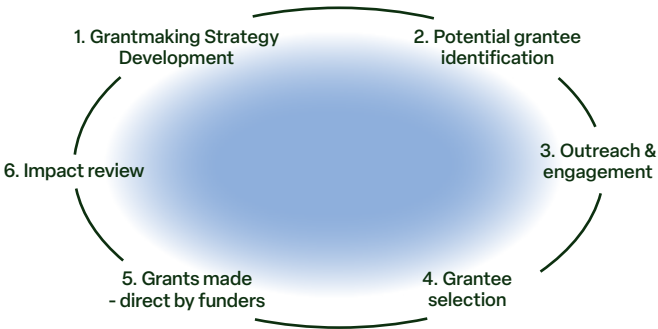 1. Grantmaking Strategy
Development
2. Potential grantee
identification
3. Outreach &
engagement
4. Grantee
selection
5. Grants made
- direct by funders
6. Impact review